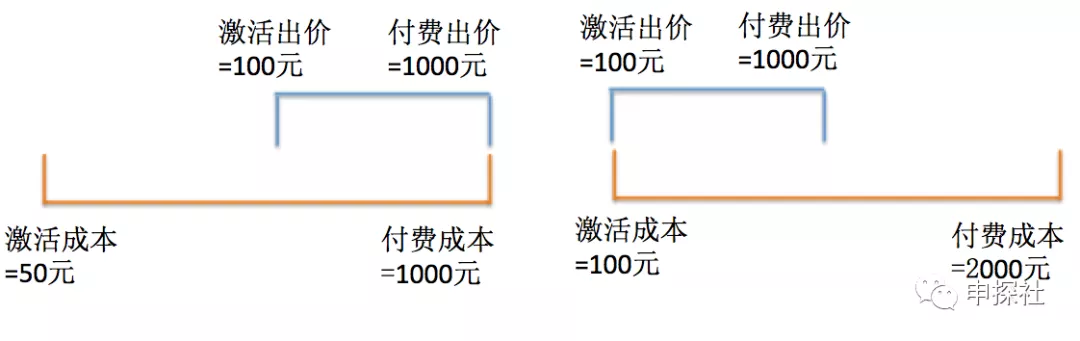 激活出价
=100元
付费出价
=1000元
激活成本
=50元
付费成本
=1000元
激活出价
=100元
付费出价
=1000元
激活成本
=100元
付费成本
=2000元
申探社